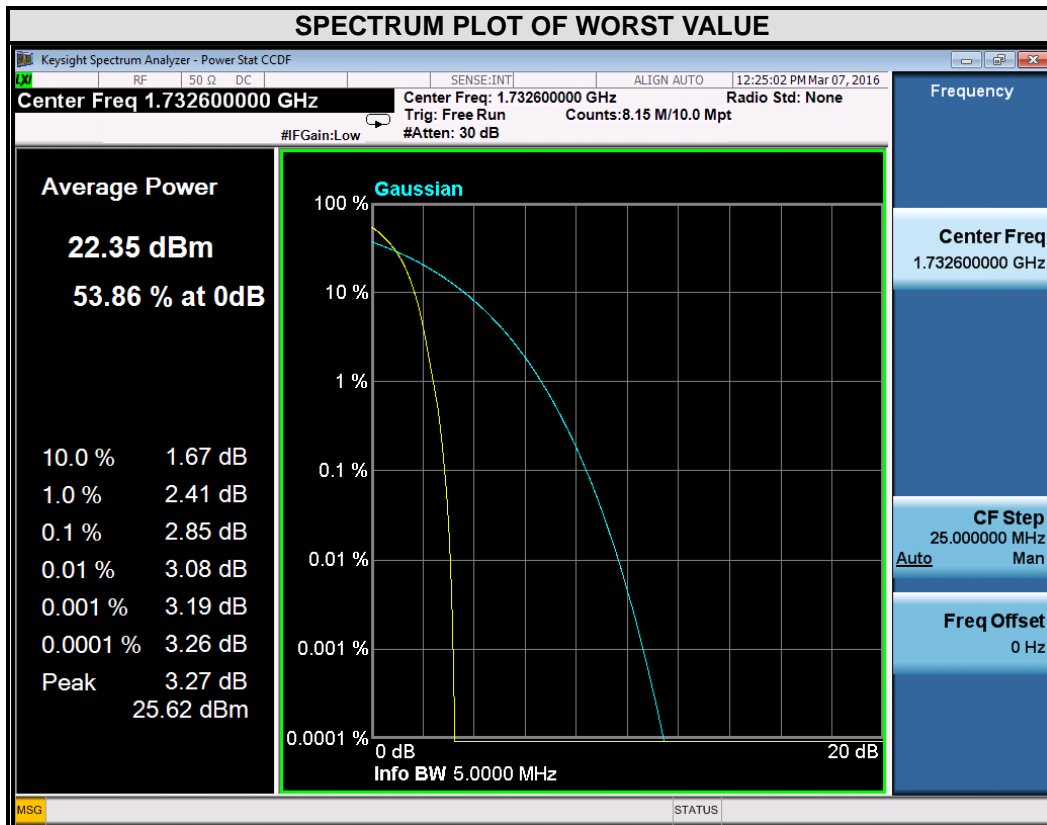 SPECTRUM PLOT OF WORST VALUE
Keysight Spectrum Analyzer - Power Stat CCDF
LXI RF 50 Ω DC SENSE:INT ALIGN AUTO 12:25:02 PM Mar 07, 2016
Center Freq 1.732600000 GHz
#IFGain:Low
Center Freq: 1.732600000 GHz Radio Std: None
Trig: Free Run Counts:8.15 M/10.0 Mpt
#Atten: 30 dB
Average Power
22.35 dBm
53.86 % at 0dB
10.0 % 1.67 dB
1.0 % 2.41 dB
0.1 % 2.85 dB
0.01 % 3.08 dB
0.001 % 3.19 dB
0.0001 % 3.26 dB
Peak 3.27 dB
25.62 dBm
Gaussian
100 %
10 %
1 %
0.1 %
0.01 %
0.001 %
0.0001 %
0 dB 20 dB
Info BW 5.0000 MHz
Frequency
Center Freq
1.732600000 GHz
CF Step
25.000000 MHz
Auto Man
Freq Offset
0 Hz
MSG STATUS